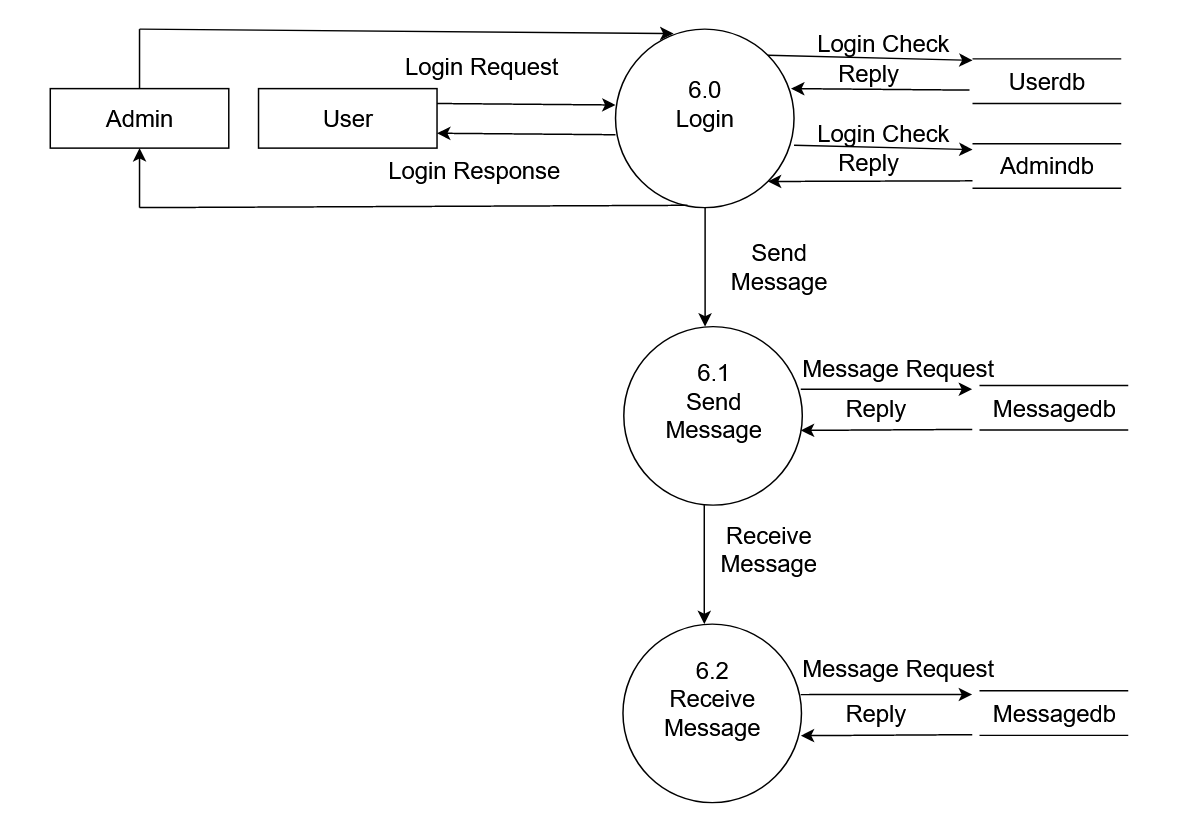 Login Check
Login Request
Reply
6.0
Login
Userdb
Admin
User
Login Check
Reply
Admindb
Login Response
Send
Message
6.1
Send
Message
Message Request
Reply
Messagedb
Receive
Message
6.2
Receive
Message
Message Request
Reply
Messagedb